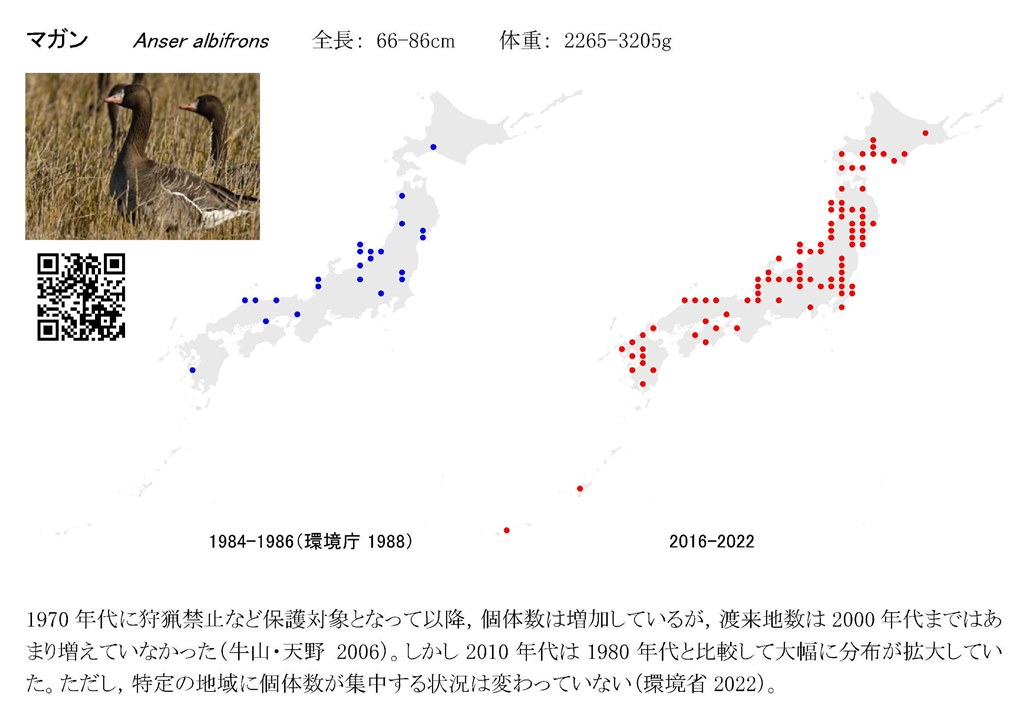 マガン Anser albifrons 全長： 66-86cm 体重： 2265-3205g
1984-1986（環境庁 1988） 2016-2022
1970 年代に狩猟禁止など保護対象となって以降，個体数は増加しているが，渡来地数は 2000 年代まではあ
まり増えていなかった（牛山・天野 2006）。しかし 2010 年代は 1980 年代と比較して大幅に分布が拡大してい
た。ただし，特定の地域に個体数が集中する状況は変わっていない（環境省 2022）。